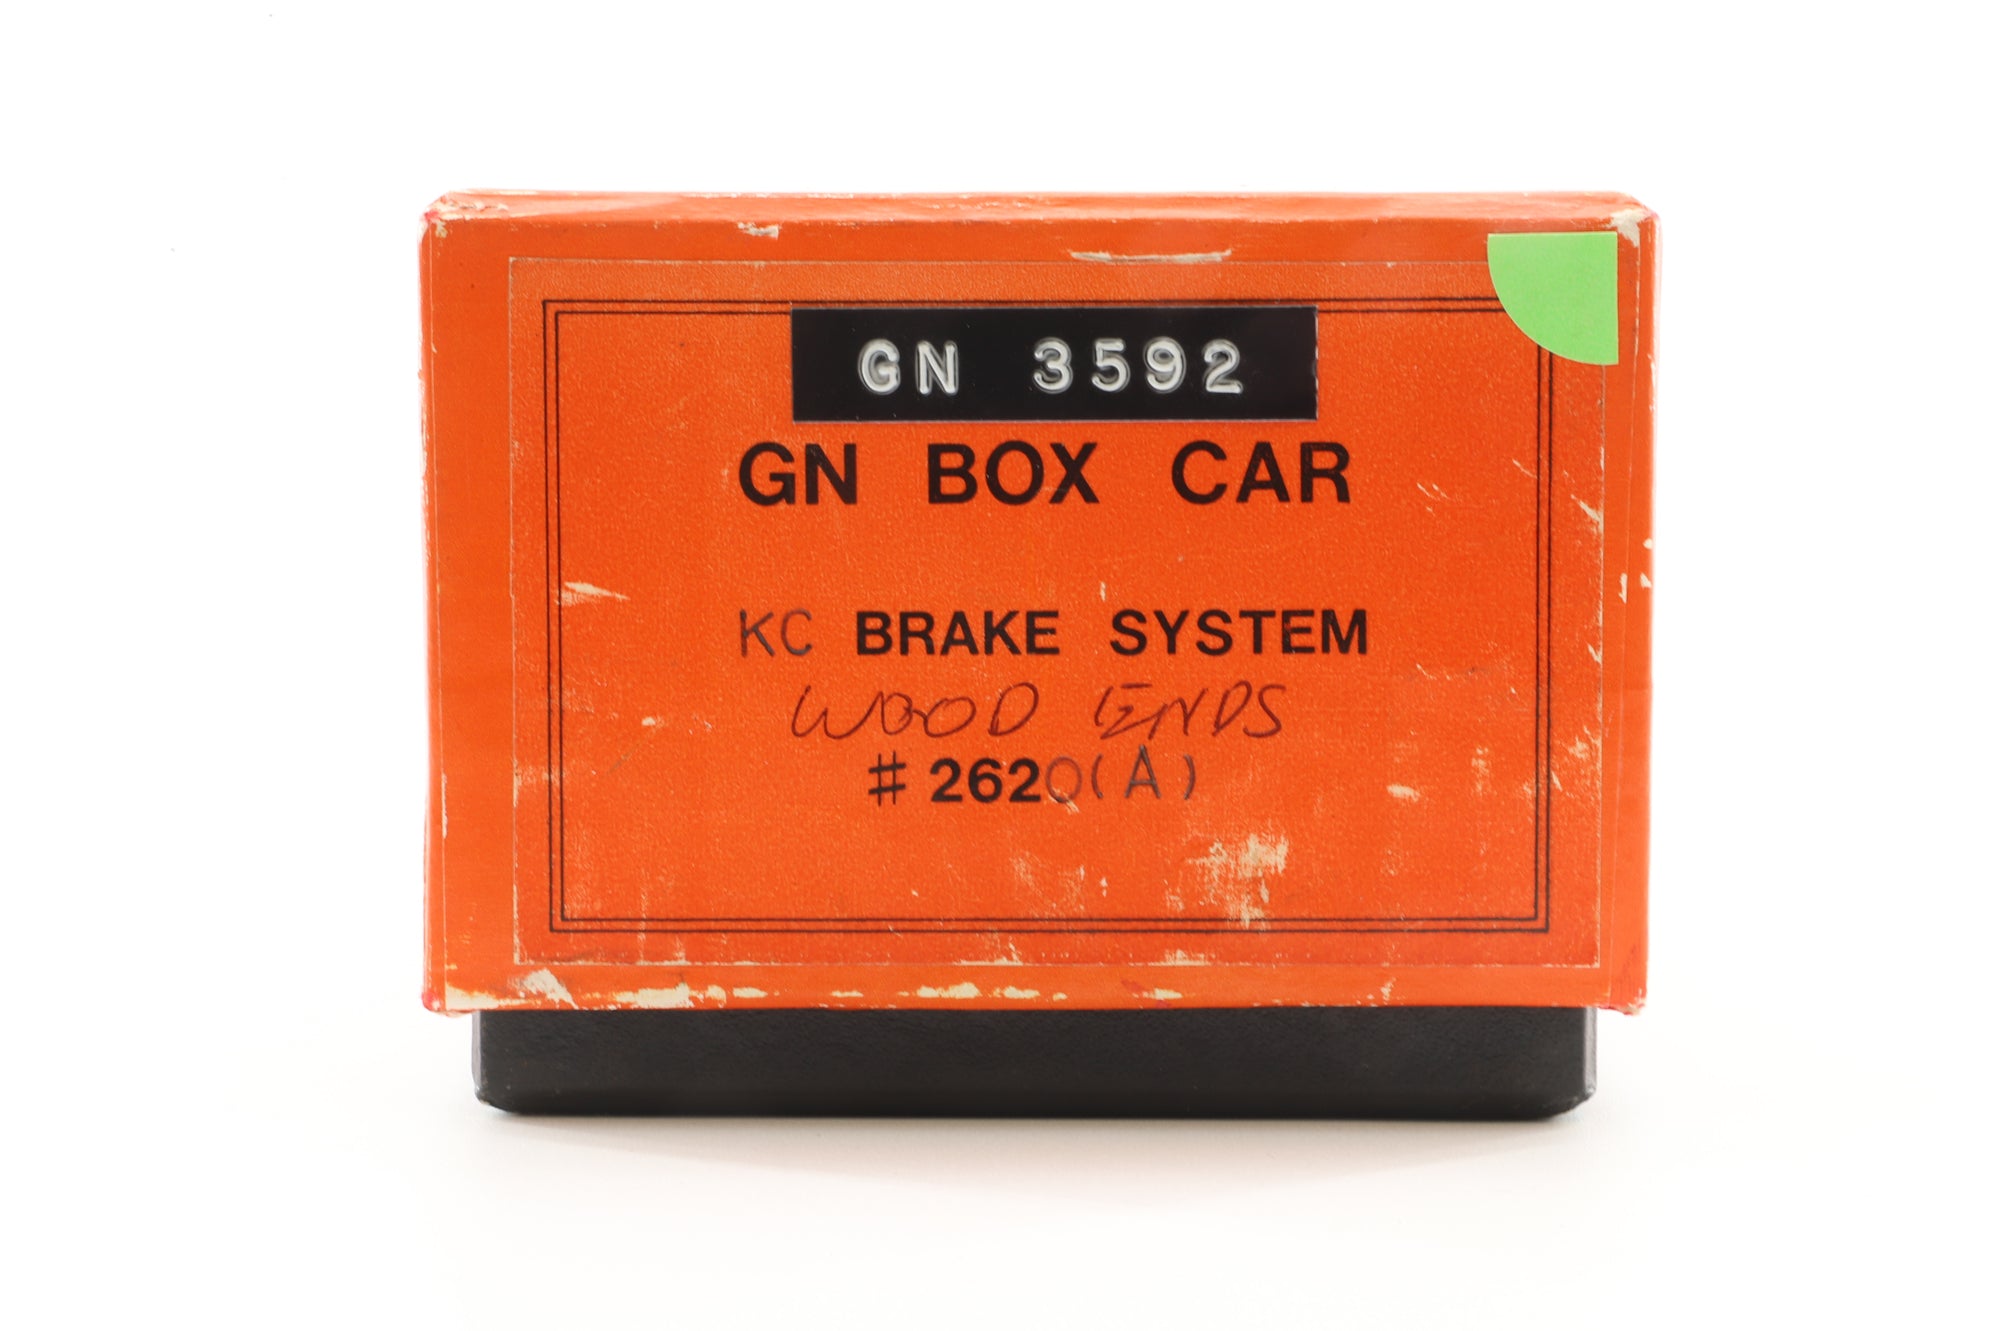 GN 3592
GN BOX CAR
KC BRAKE SYSTEM
WOOD ENDS
# 2620(A)